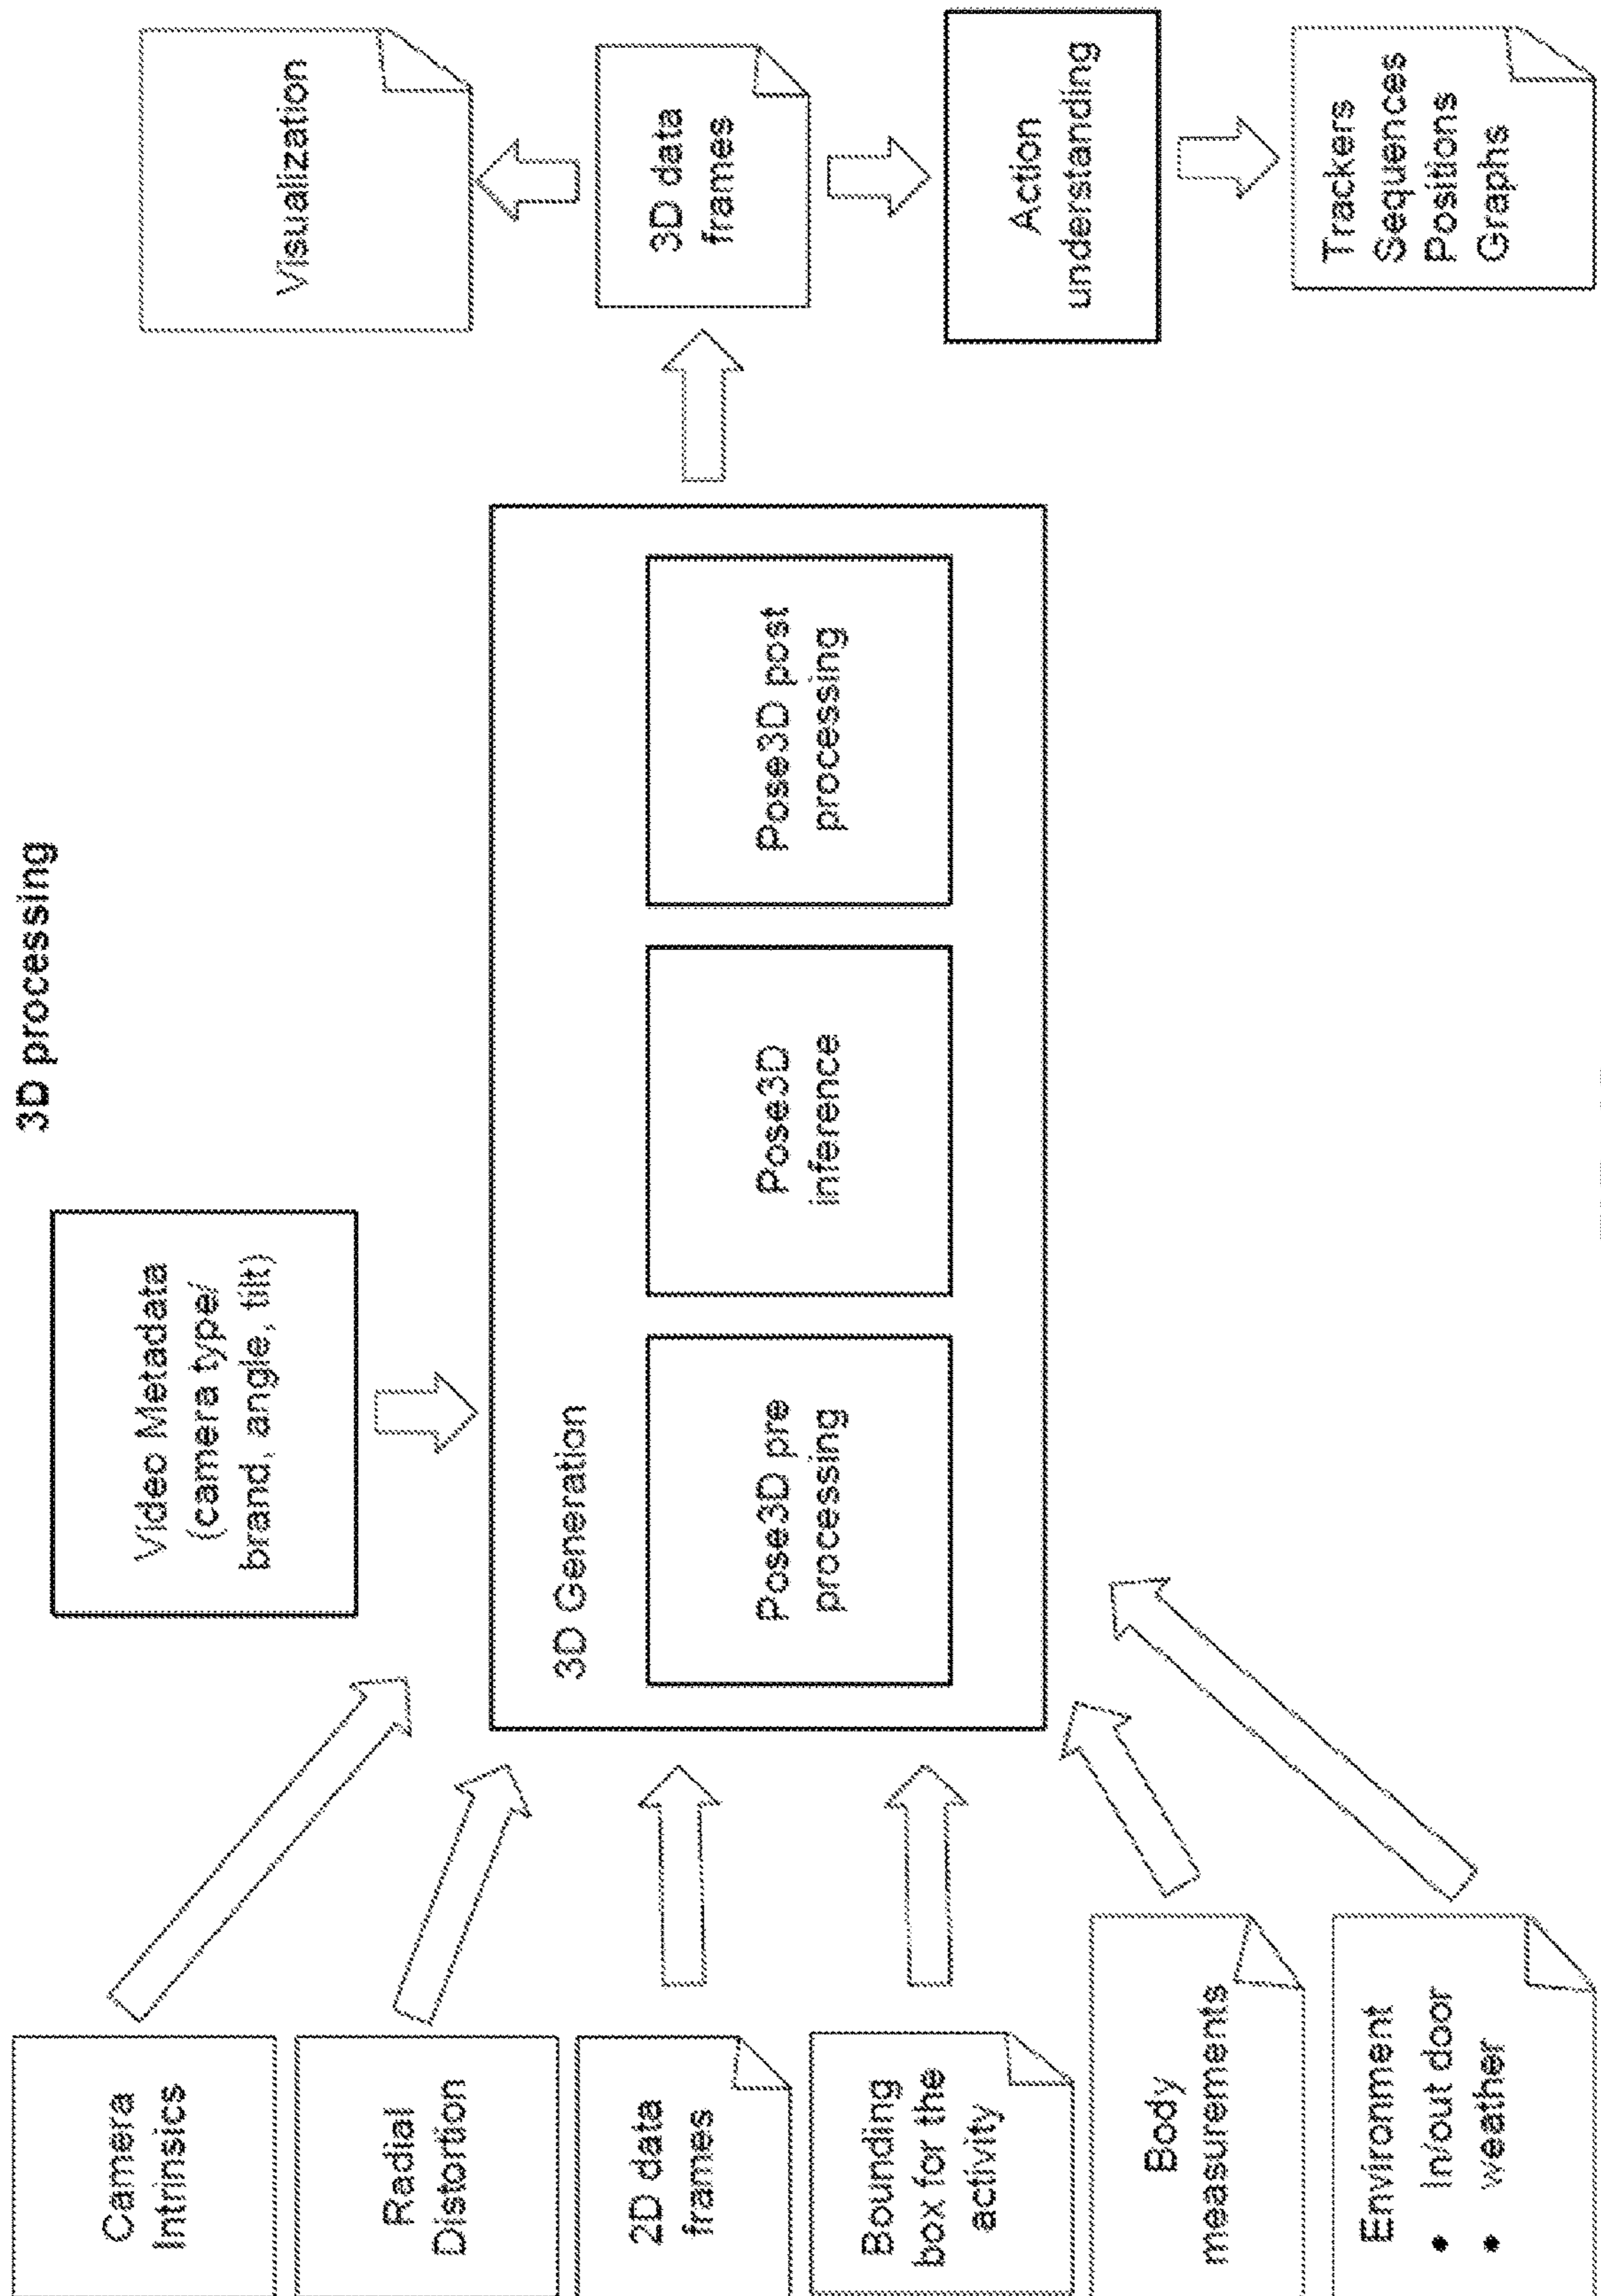 3D processing
Camera
Intrinsics
Radial
Distortion
2D data
frames
Bounding
box for the
activity
Body
measurements
Environment
• In/out door
• weather
Video Metadata
(camera type/
brand, angle, tilt)
3D Generation
Pose3D pre
processing
Pose3D
inference
Pose3D post
processing
Visualization
3D data
frames
Action
understanding
Trackers
Sequences
Positions
Graphs